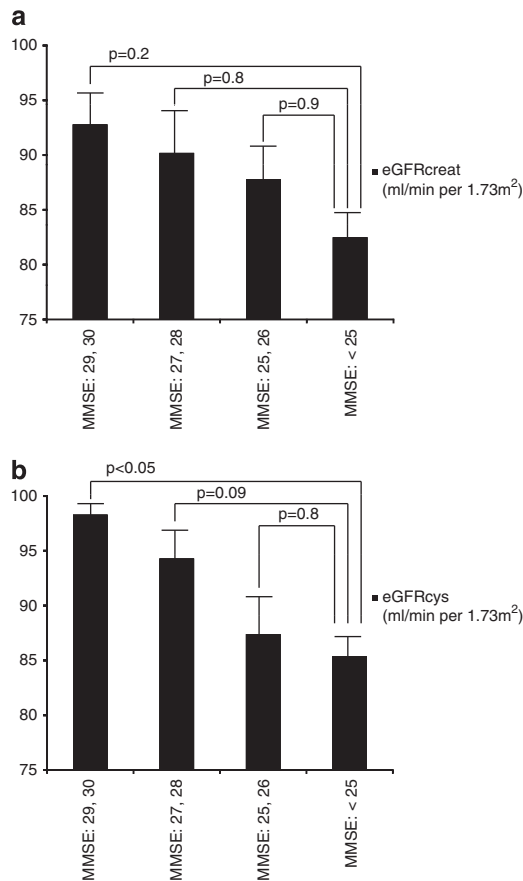 a
100
95
90
85
80
75
p=0.2
p=0.8
p=0.9
eGFRcreat
(ml/min per 1.73m²)
MMSE: 29, 30
MMSE: 27, 28
MMSE: 25, 26
MMSE: < 25
b
100
95
90
85
80
75
p<0.05
p=0.09
p=0.8
eGFRcys
(ml/min per 1.73m²)
MMSE: 29, 30
MMSE: 27, 28
MMSE: 25, 26
MMSE: < 25